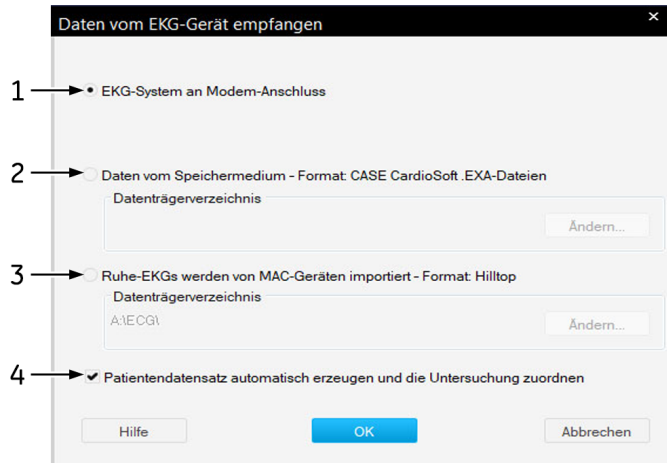 Daten vom EKG-Gerät empfangen ×
1 EKG-System an Modem-Anschluss
2 Daten vom Speichermedium - Format: CASE CardioSoft .EXA-Dateien
Datenträgerverzeichnis
Ändern...
3 Ruhe-EKGs werden von MAC-Geräten importiert - Format: Hilltop
Datenträgerverzeichnis
A:\ECG\ Ändern...
4 Patientendatensatz automatisch erzeugen und die Untersuchung zuordnen
Hilfe OK Abbrechen